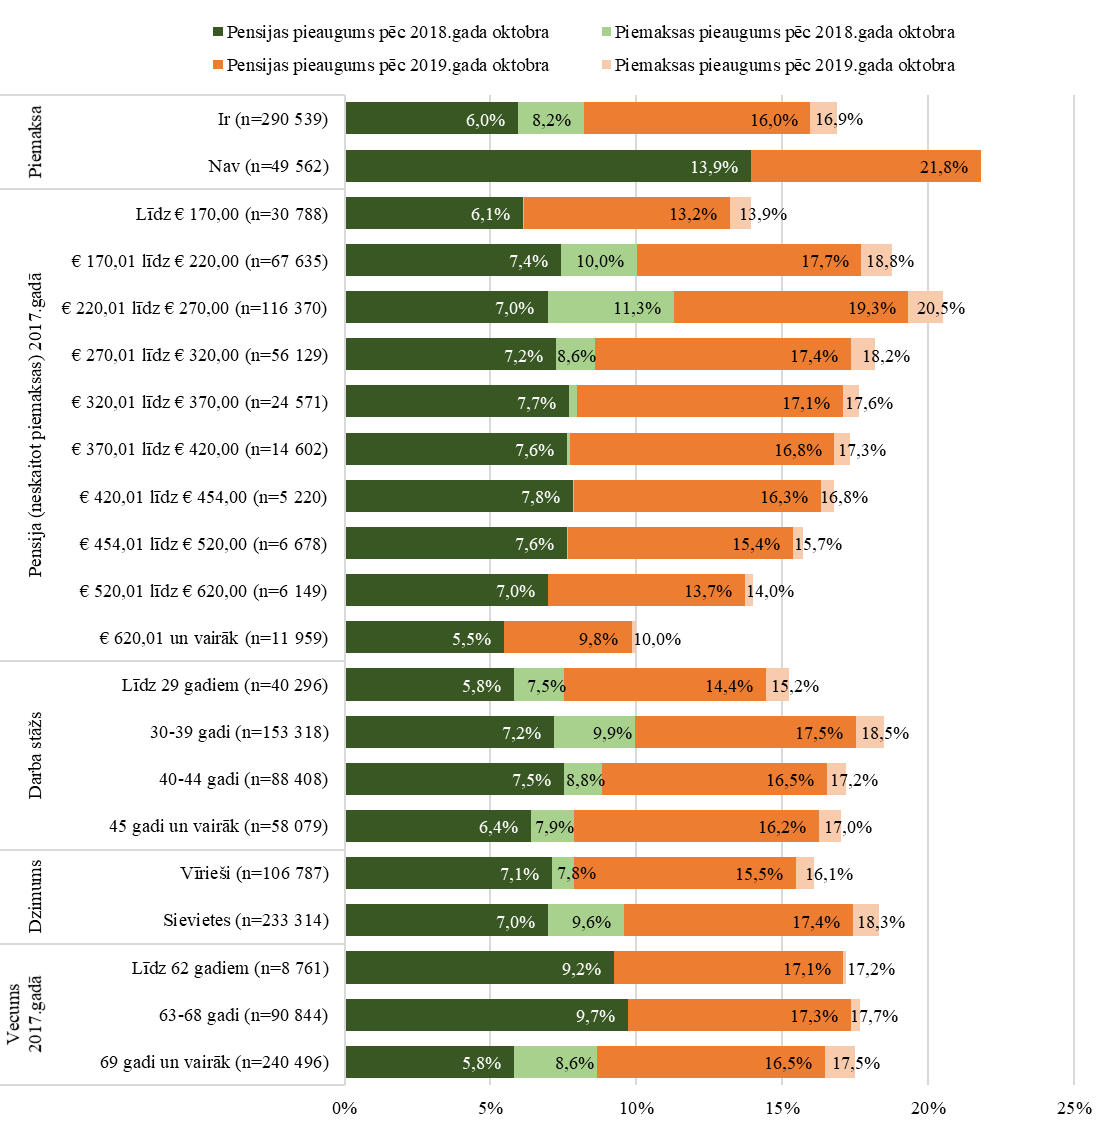 Pensijas pieaugums pēc 2018.gada oktobra
Piemaksas pieaugums pēc 2018.gada oktobra
Pensijas pieaugums pēc 2019.gada oktobra
Piemaksas pieaugums pēc 2019.gada oktobra
Piemaksa
Ir (n=290 539) 6,0% 8,2% 16,0% 16,9%
Nav (n=49 562) 13,9% 21,8%
Pensija (neskaitot piemaksas) 2017.gadā
Līdz € 170,00 (n=30 788) 6,1% 13,2% 13,9%
€ 170,01 līdz € 220,00 (n=67 635) 7,4% 10,0% 17,7% 18,8%
€ 220,01 līdz € 270,00 (n=116 370) 7,0% 11,3% 19,3% 20,5%
€ 270,01 līdz € 320,00 (n=56 129) 7,2% 8,6% 17,4% 18,2%
€ 320,01 līdz € 370,00 (n=24 571) 7,7% 17,1% 17,6%
€ 370,01 līdz € 420,00 (n=14 602) 7,6% 16,8% 17,3%
€ 420,01 līdz € 454,00 (n=5 220) 7,8% 16,3% 16,8%
€ 454,01 līdz € 520,00 (n=6 678) 7,6% 15,4% 15,7%
€ 520,01 līdz € 620,00 (n=6 149) 7,0% 13,7% 14,0%
€ 620,01 un vairāk (n=11 959) 5,5% 9,8% 10,0%
Darba stāžs
Līdz 29 gadiem (n=40 296) 5,8% 7,5% 14,4% 15,2%
30-39 gadi (n=153 318) 7,2% 9,9% 17,5% 18,5%
40-44 gadi (n=88 408) 7,5% 8,8% 16,5% 17,2%
45 gadi un vairāk (n=58 079) 6,4% 7,9% 16,2% 17,0%
Dzimums
Vīrieši (n=106 787) 7,1% 7,8% 15,5% 16,1%
Sievietes (n=233 314) 7,0% 9,6% 17,4% 18,3%
Vecums
2017.gadā
Līdz 62 gadiem (n=8 761) 9,2% 17,1% 17,2%
63-68 gadi (n=90 844) 9,7% 17,3% 17,7%
69 gadi un vairāk (n=240 496) 5,8% 8,6% 16,5% 17,5%
0% 5% 10% 15% 20% 25%